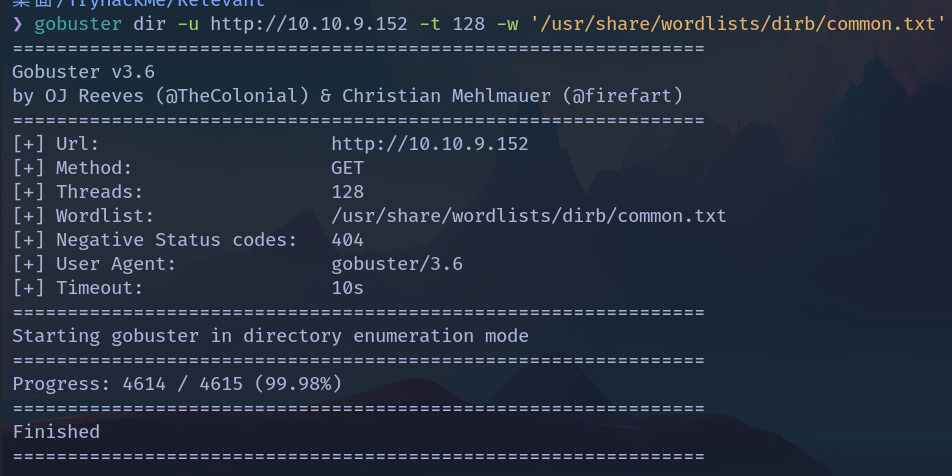 桌面/TryHackMe/Relevant
❯ gobuster dir -u http://10.10.9.152 -t 128 -w '/usr/share/wordlists/dirb/common.txt'
===============================================================
Gobuster v3.6
by OJ Reeves (@TheColonial) & Christian Mehlmauer (@firefart)
===============================================================
[+] Url:                     http://10.10.9.152
[+] Method:                  GET
[+] Threads:                 128
[+] Wordlist:                /usr/share/wordlists/dirb/common.txt
[+] Negative Status codes:   404
[+] User Agent:              gobuster/3.6
[+] Timeout:                 10s
===============================================================
Starting gobuster in directory enumeration mode
===============================================================
Progress: 4614 / 4615 (99.98%)
===============================================================
Finished
===============================================================